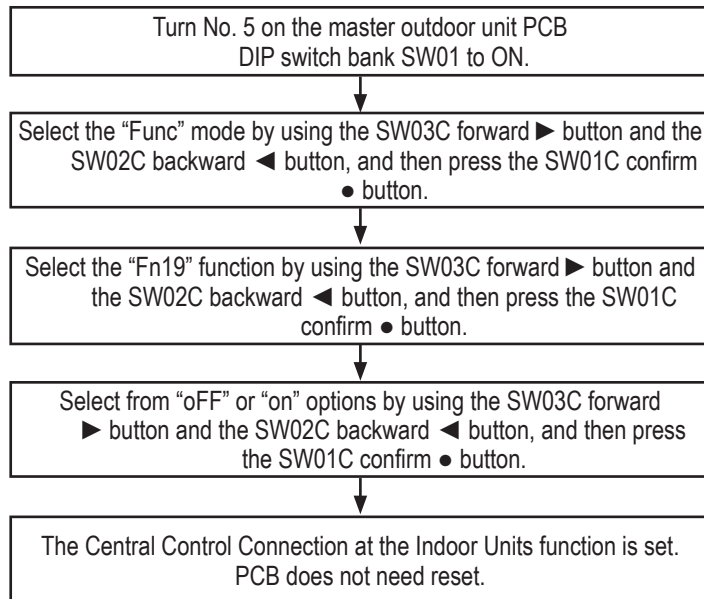 Turn No. 5 on the master outdoor unit PCB
DIP switch bank SW01 to ON.
Select the “Func” mode by using the SW03C forward ► button and the
SW02C backward ◄ button, and then press the SW01C confirm
● button.
Select the “Fn19” function by using the SW03C forward ► button and
the SW02C backward ◄ button, and then press the SW01C
confirm ● button.
Select from “oFF” or “on” options by using the SW03C forward
► button and the SW02C backward ◄ button, and then press
the SW01C confirm ● button.
The Central Control Connection at the Indoor Units function is set.
PCB does not need reset.